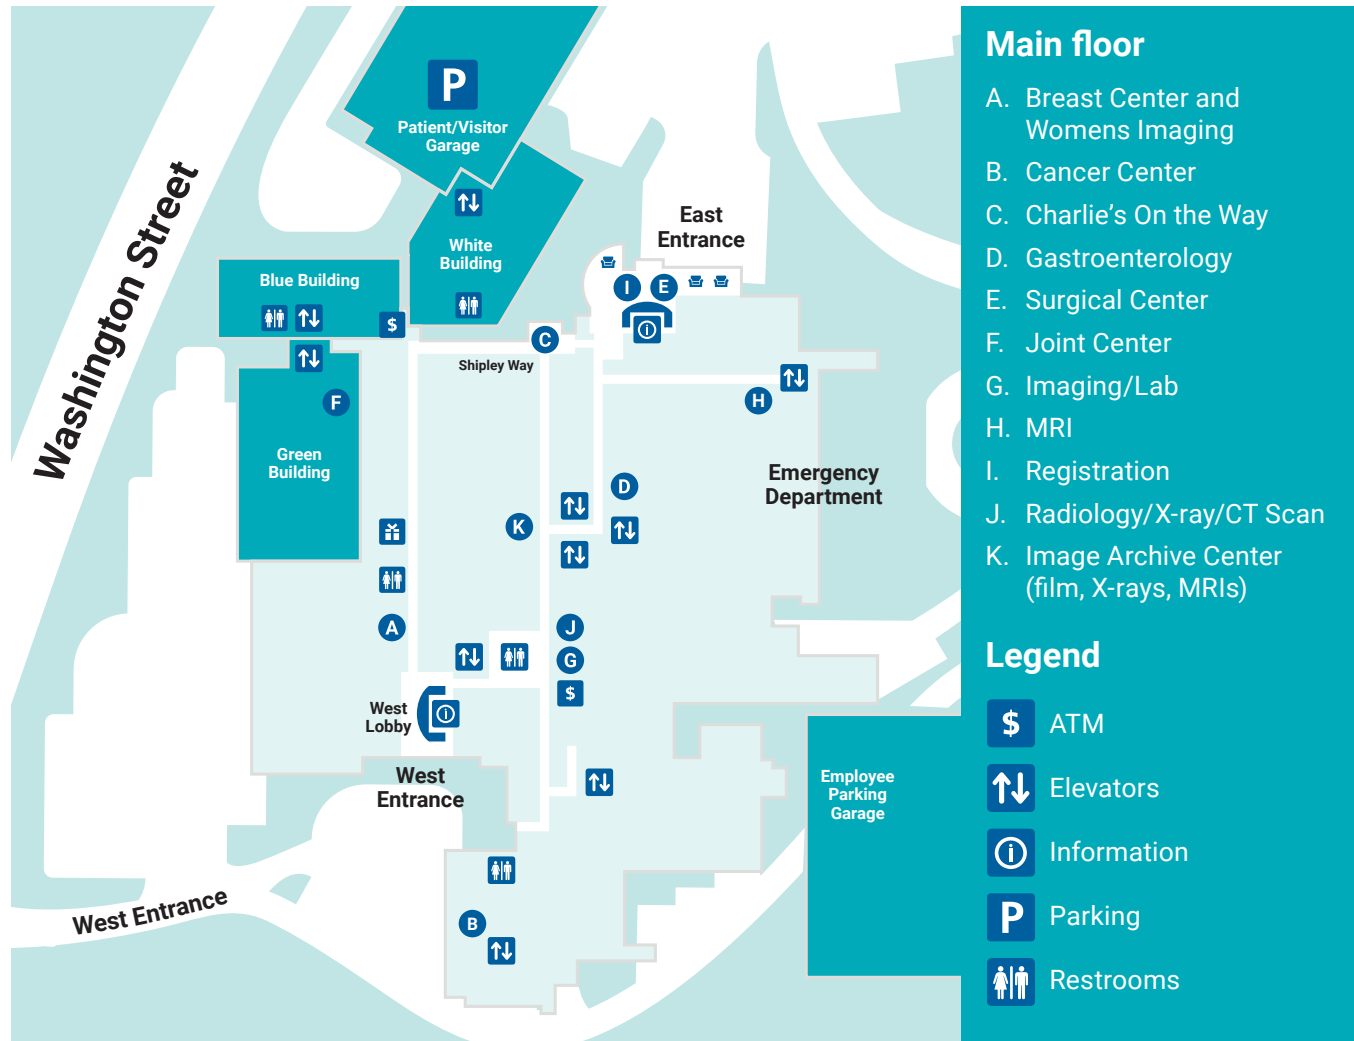 P
Patient/Visitor
Garage
White
Building
East
Entrance
Blue Building
$
I
E
i
C
Shipley Way
Washington Street
F
H
Green
Building
Emergency
Department
D
K
A
J
G
$
West
Lobby
i
West
Entrance
Employee
Parking
Garage
West Entrance
B
Main floor
A. Breast Center and
Womens Imaging
B. Cancer Center
C. Charlie's On the Way
D. Gastroenterology
E. Surgical Center
F. Joint Center
G. Imaging/Lab
H. MRI
I. Registration
J. Radiology/X-ray/CT Scan
K. Image Archive Center
(film, X-rays, MRIs)
Legend
$ ATM
Elevators
i Information
P Parking
Restrooms